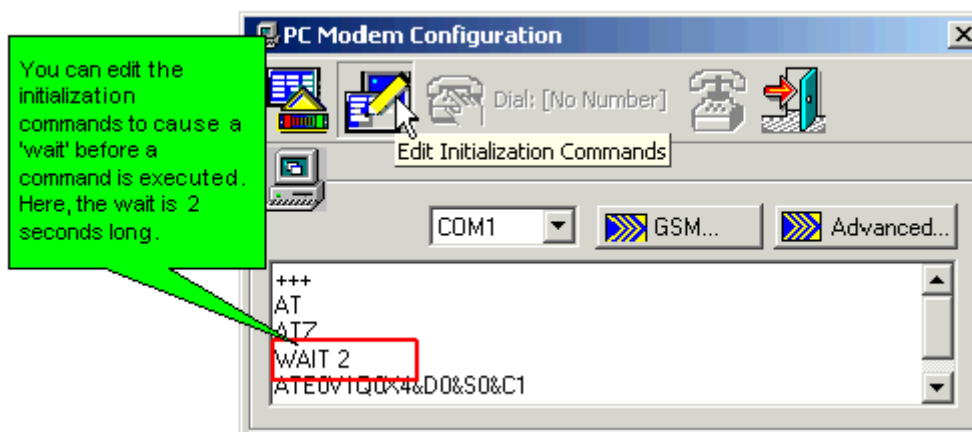 PC Modem Configuration
You can edit the
initialization
commands to cause a
'wait' before a
command is executed.
Here, the wait is 2
seconds long.
Dial: [No Number]
Edit Initialization Commands
COM1
GSM...
Advanced...
+++
AT
ATZ
WAIT 2
ATE0V1Q0X4&D0&S0&C1